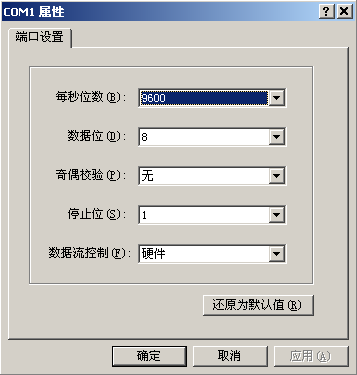 COM1 属性
端口设置
每秒位数(B): 9600
数据位(D): 8
奇偶校验(P): 无
停止位(S): 1
数据流控制(F): 硬件
还原为默认值(R)
确定 取消 应用(A)